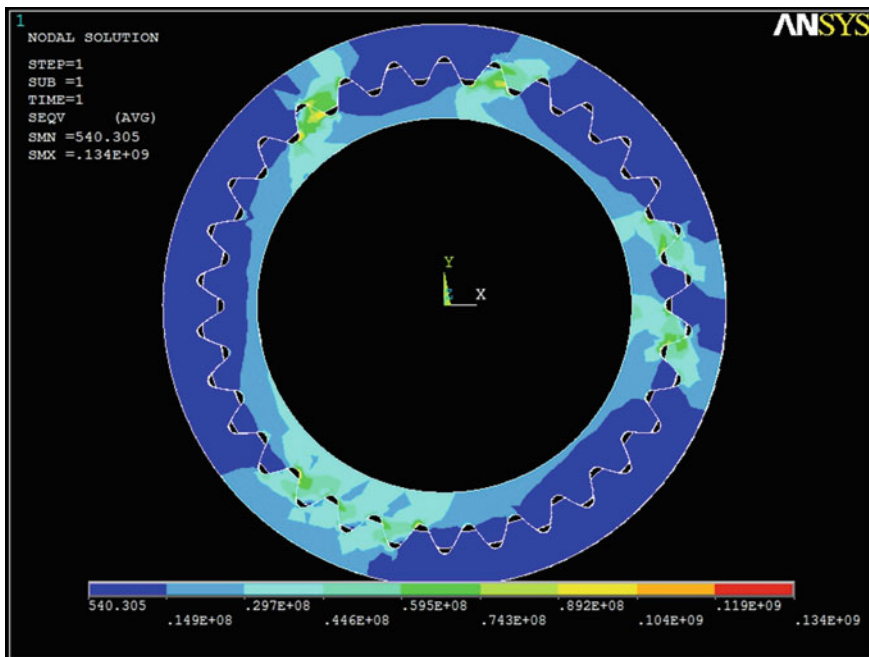 1
ANSYS
NODAL SOLUTION
STEP=1
SUB =1
TIME=1
SEQV (AVG)
SMN =540.305
SMX =.134E+09
Y
Z X
540.305 .297E+08 .595E+08 .892E+08 .119E+09
.149E+08 .446E+08 .743E+08 .104E+09 .134E+09